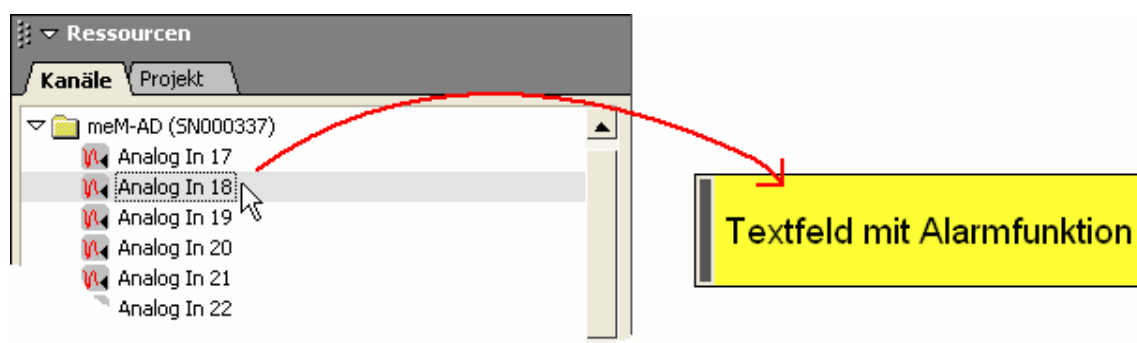 Ressourcen
Kanäle Projekt
meM-AD (SN000337)
Analog In 17
Analog In 18
Analog In 19
Analog In 20
Analog In 21
Analog In 22
Textfeld mit Alarmfunktion